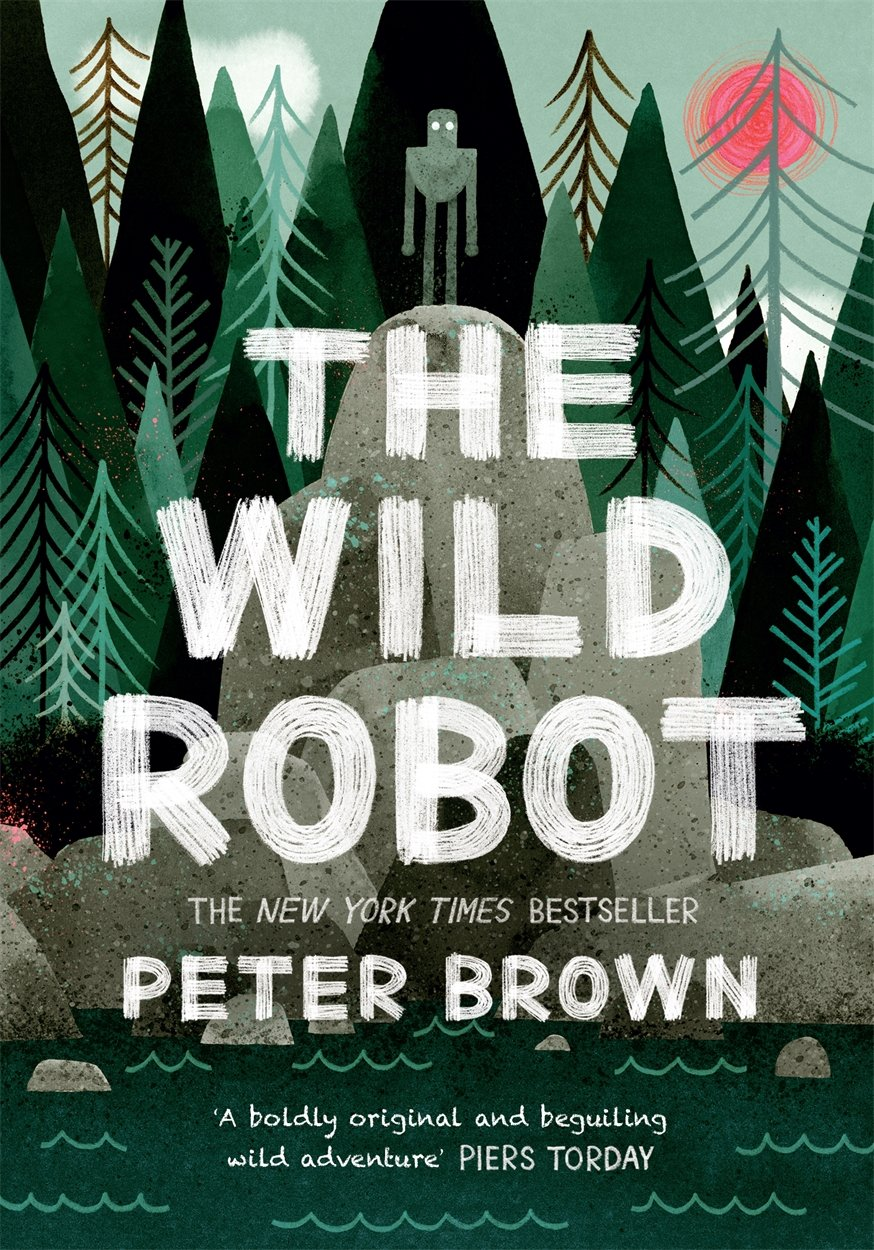 THE
WILD
ROBOT
THE NEW YORK TIMES BESTSELLER
PETER BROWN
‘A boldly original and beguiling
wild adventure’ PIERS TORDAY